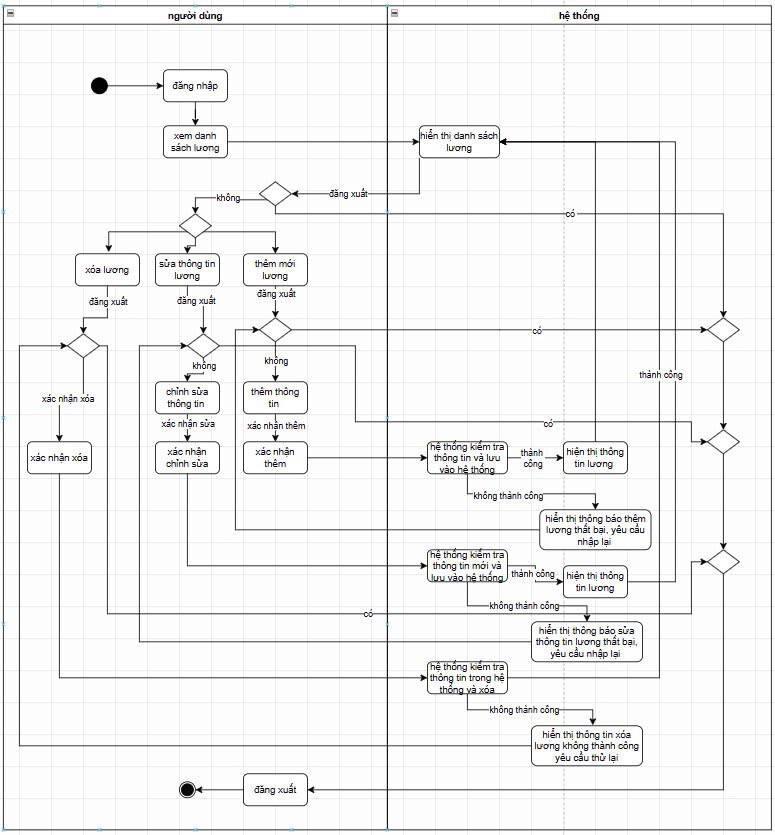 người dùng
hệ thống
đăng nhập
xem danh
sách lương
hiển thị danh sách
lương
đăng xuất
không
có
xóa lương
sửa thông tin
lương
thêm mới
lương
đăng xuất
đăng xuất
đăng xuất
có
không
không
thành công
xác nhận xóa
chỉnh sửa
thông tin
thêm thông
tin
xác nhận sửa
xác nhận thêm
có
xác nhận xóa
xác nhận
chỉnh sửa
xác nhận
thêm
hệ thống kiểm tra
thông tin và lưu
vào hệ thống
thành
công
hiện thị thông
tin lương
không thành công
hiển thị thông báo thêm
lương thất bại, yêu cầu
nhập lại
hệ thống kiểm tra
thông tin mới và
lưu vào hệ thống
thành công
hiện thị thông
tin lương
không thành công
có
hiển thị thông báo sửa
thông tin lương thất bại,
yêu cầu nhập lại
hệ thống kiểm tra
thông tin trong hệ
thống và xóa
không thành công
hiển thị thông tin xóa
lương không thành công
yêu cầu thử lại
đăng xuất